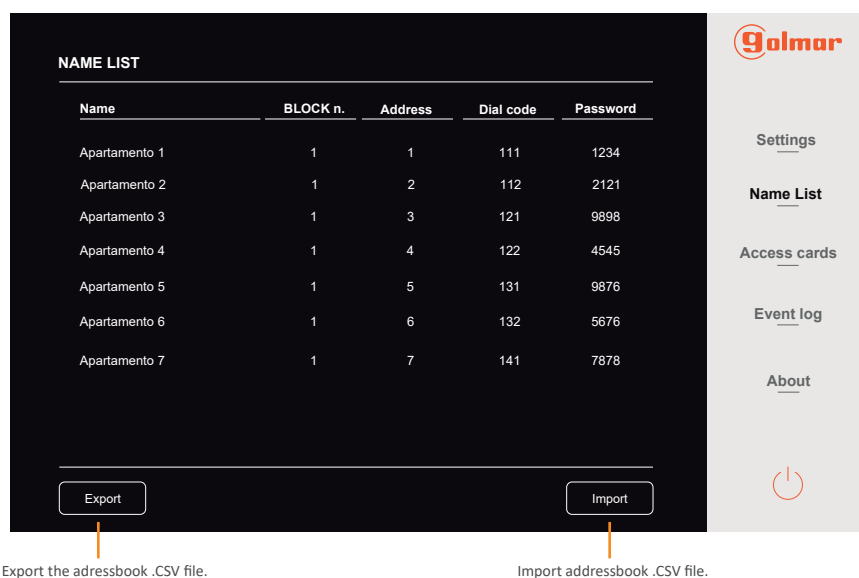 golmar
NAME LIST
Name BLOCK n. Address Dial code Password
Apartamento 1 1 1 111 1234
Apartamento 2 1 2 112 2121
Apartamento 3 1 3 121 9898
Apartamento 4 1 4 122 4545
Apartamento 5 1 5 131 9876
Apartamento 6 1 6 132 5676
Apartamento 7 1 7 141 7878
Export Import
Settings
Name List
Access cards
Event log
About
Export the adressbook .CSV file. Import addressbook .CSV file.